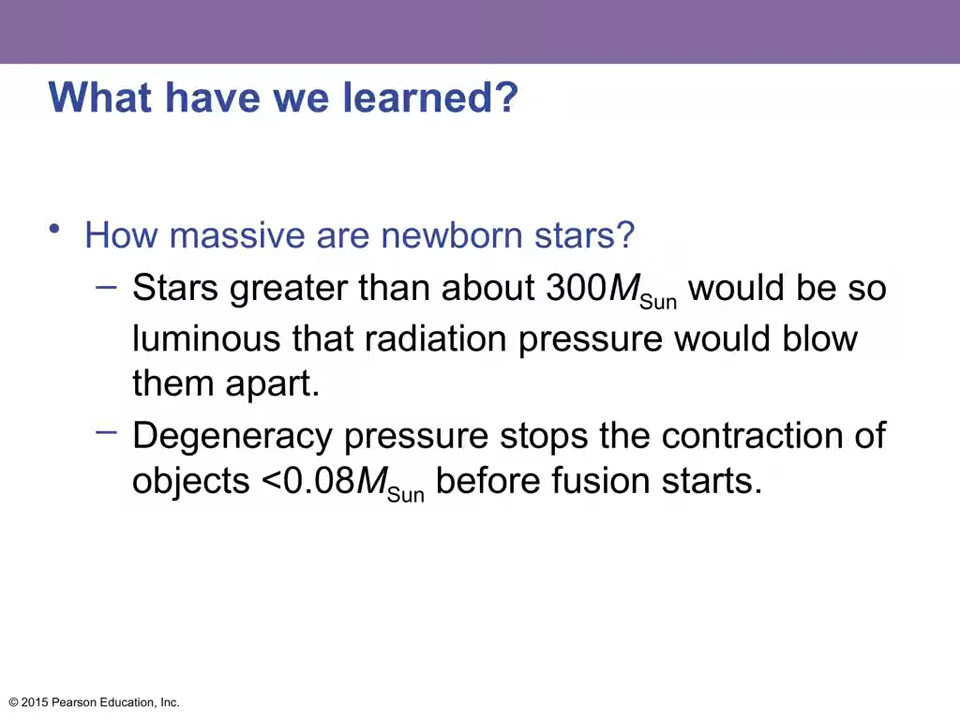 What have we learned?
• How massive are newborn stars?
– Stars greater than about 300MSun would be so
luminous that radiation pressure would blow
them apart.
– Degeneracy pressure stops the contraction of
objects <0.08MSun before fusion starts.
© 2015 Pearson Education, Inc.